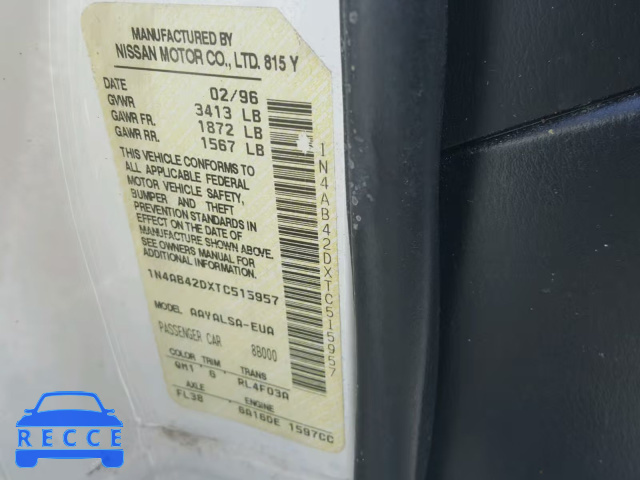 MANUFACTURED BY
NISSAN MOTOR CO., LTD. 815 Y
DATE 02/96
GVWR 3413 LB
GAWR FR. 1872 LB
GAWR RR. 1567 LB
THIS VEHICLE CONFORMS TO
ALL APPLICABLE FEDERAL
MOTOR VEHICLE SAFETY,
BUMPER AND THEFT
PREVENTION STANDARDS IN
EFFECT ON THE DATE OF
MANUFACTURE SHOWN ABOVE.
SEE OWNERS MANUAL FOR
ADDITIONAL INFORMATION.
1N4AB42DXTC515957
MODEL AAYALSA-EUA
PASSENGER CAR 88000
COLOR TRIM TRANS
QM1 G RL4F03A
AXLE ENGINE
FL38 GA16DE 1597CC
1N4AB42DXTC515957
RECCE